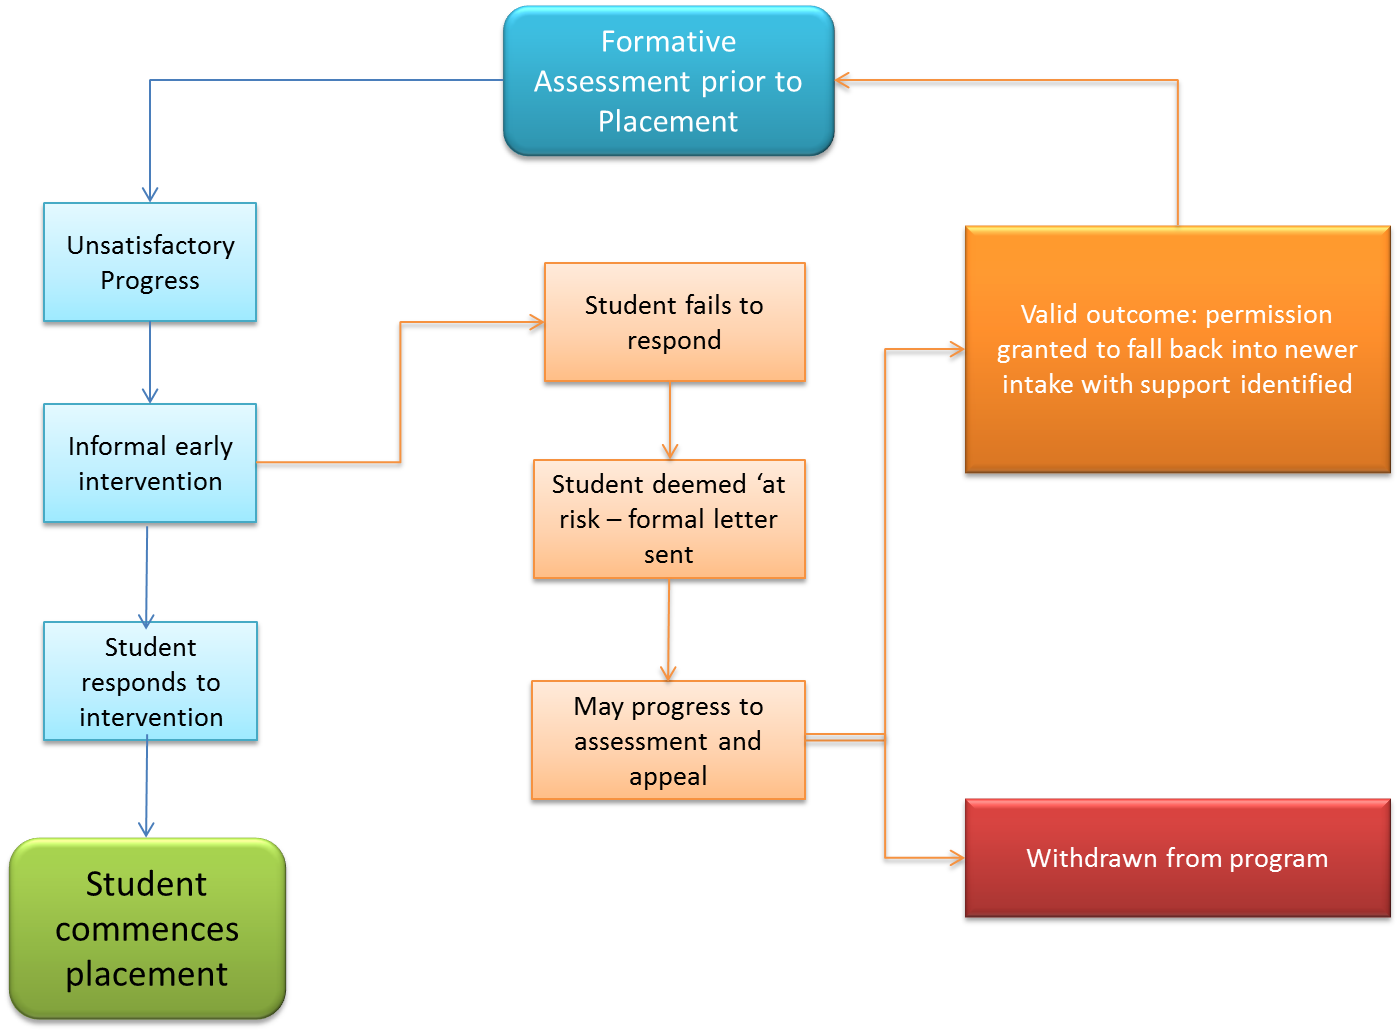 Formative
Assessment prior to
Placement
Unsatisfactory
Progress
Informal early
intervention
Student
responds to
intervention
Student
commences
placement
Student fails to
respond
Student deemed ‘at
risk – formal letter
sent
May progress to
assessment and
appeal
Valid outcome: permission
granted to fall back into newer
intake with support identified
Withdrawn from program